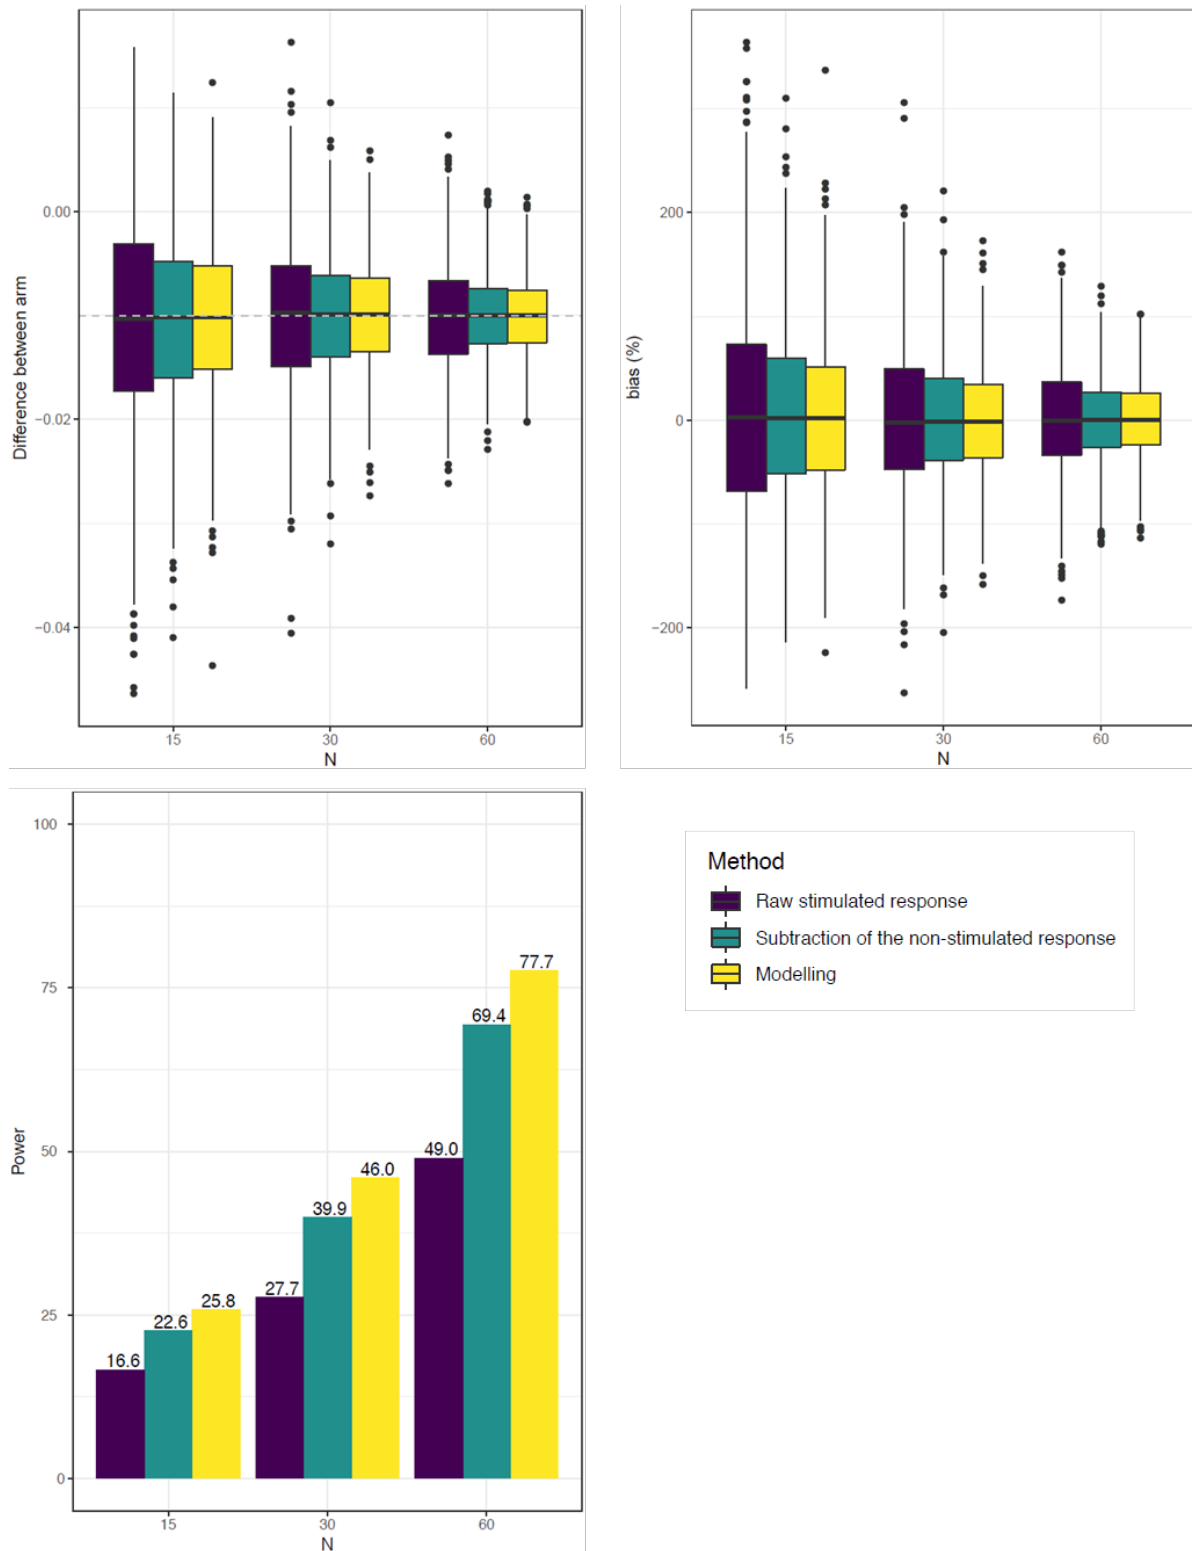 Difference between arm
0.00
−0.02
−0.04
15
30
60
N
bias (%)
200
0
−200
15
30
60
N
Power
100
75
50
25
0
16.6
22.6
25.8
27.7
39.9
46.0
49.0
69.4
77.7
15
30
60
N
Method
Raw stimulated response
Subtraction of the non-stimulated response
Modelling